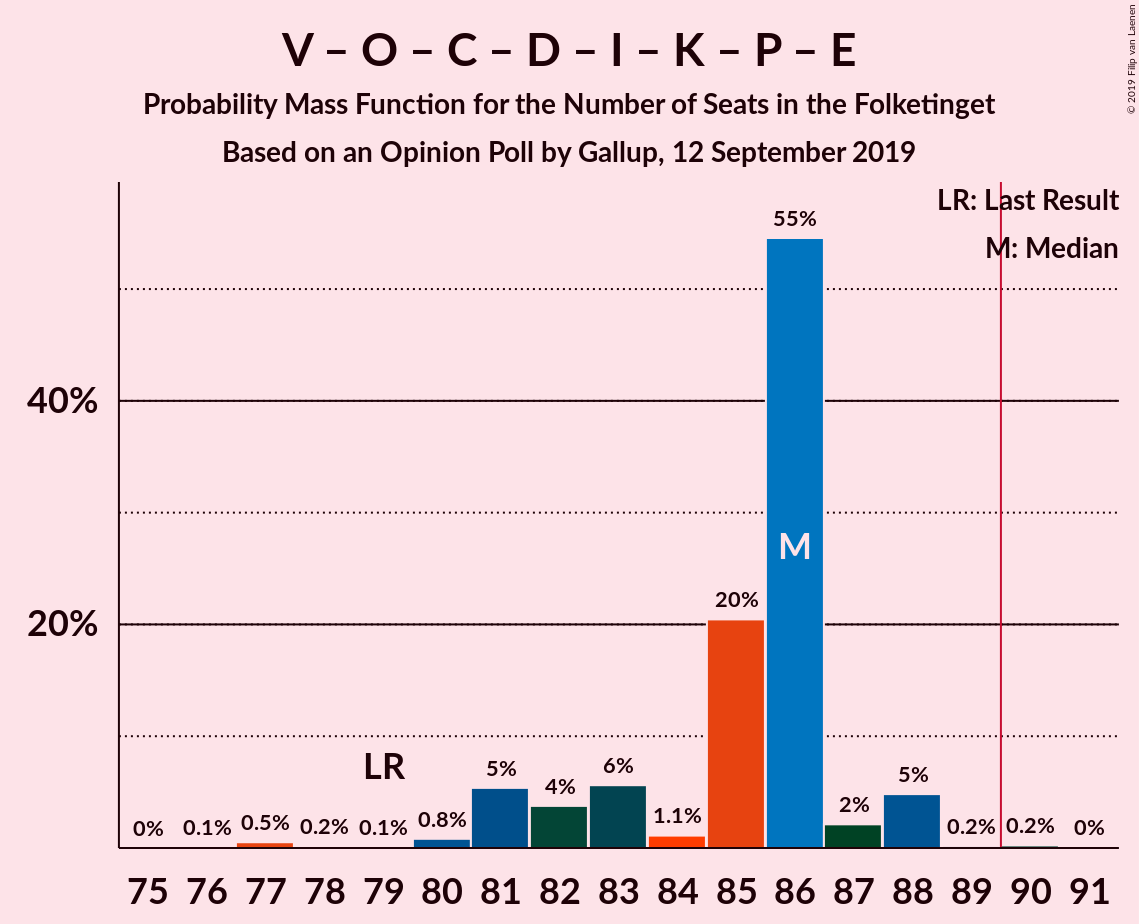 V – O – C – D – I – K – P – E
Probability Mass Function for the Number of Seats in the Folketinget
Based on an Opinion Poll by Gallup, 12 September 2019
© 2019 Filip van Laenen
LR: Last Result
M: Median
55%
40%
M
20%
20%
LR
0%
0.1%
0.5%
0.2%
0.1%
0.8%
5%
4%
6%
1.1%
2%
5%
0.2%
0.2%
0%
75 76 77 78 79 80 81 82 83 84 85 86 87 88 89 90 91